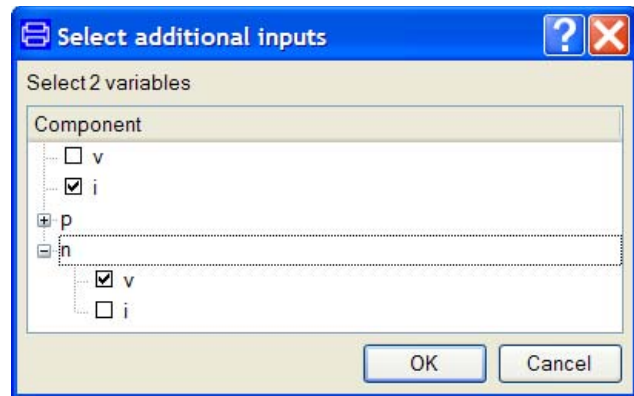 Select additional inputs
Select 2 variables
Component
v
i
p
n
v
i
OK Cancel